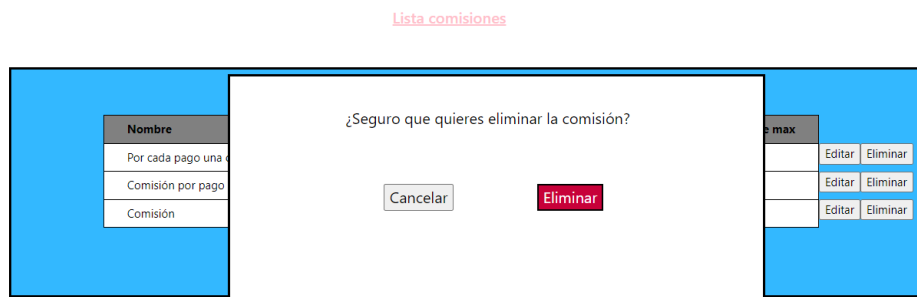 Lista comisiones
¿Seguro que quieres eliminar la comisión?
Nombre
max
Por cada pago una
Editar Eliminar
Comisión por pago
Editar Eliminar
Cancelar Eliminar
Comisión
Editar Eliminar